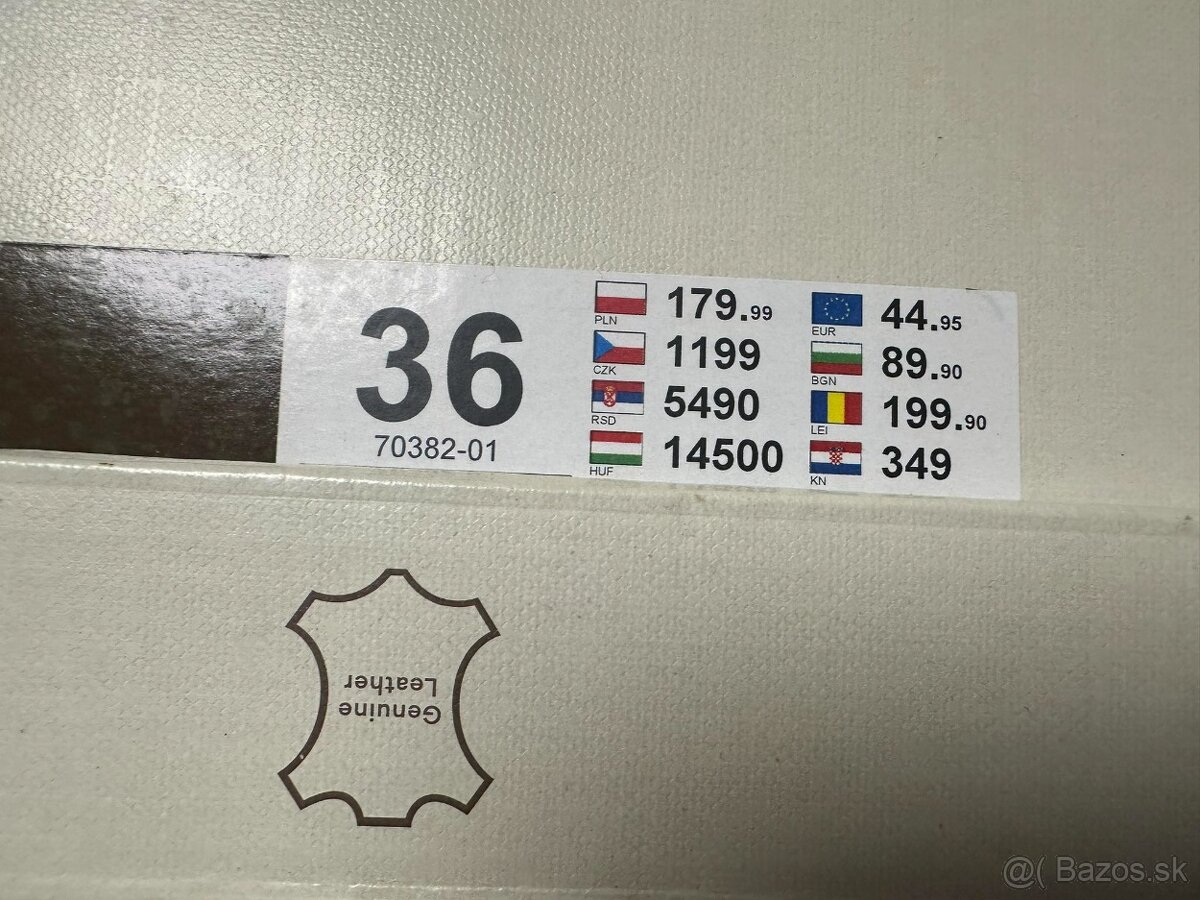 36
70382-01
PLN 179.99
CZK 1199
RSD 5490
HUF 14500
EUR 44.95
BGN 89.90
LEI 199.90
KN 349
Genuine
Leather
@( Bazos.sk